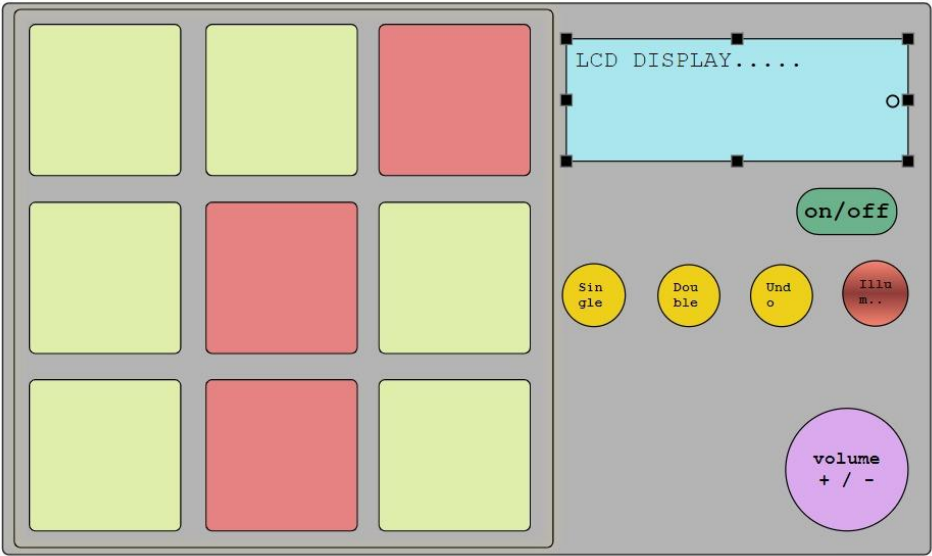 LCD DISPLAY.....
on/off
Sin
gle
Dou
ble
Und
o
Illu
m..
volume
+ / -